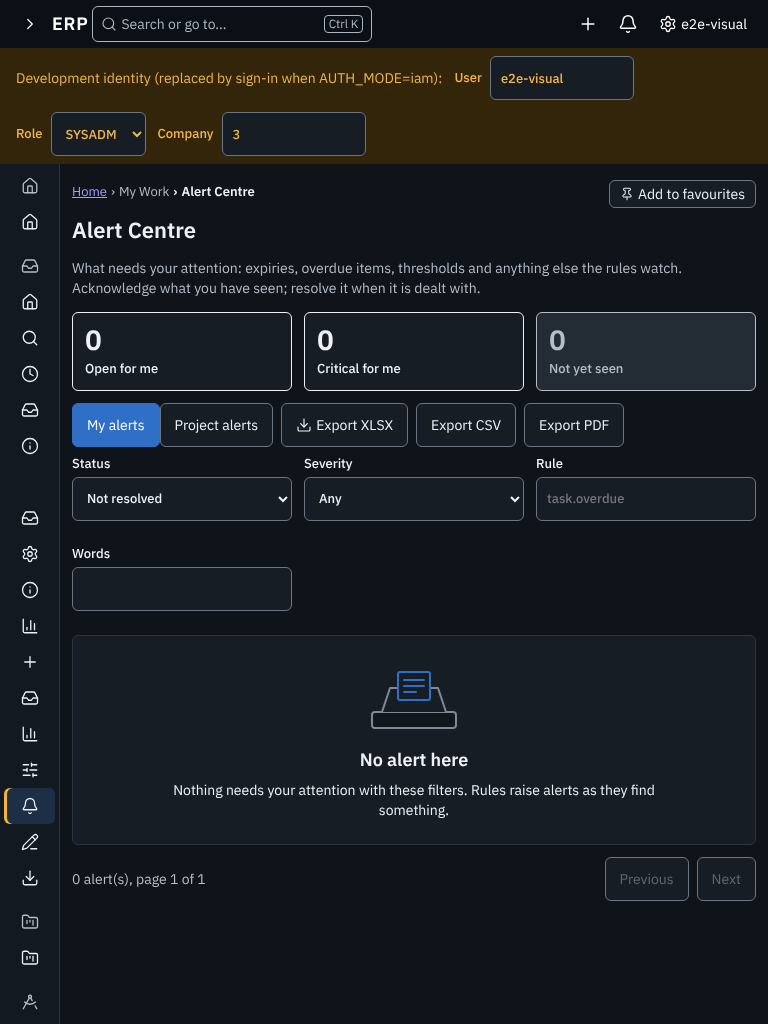 ERP
Search or go to...
Ctrl K
e2e-visual
Development identity (replaced by sign-in when AUTH_MODE=iam):
User
e2e-visual
Role
SYSADM
Company
3
Home › My Work › Alert Centre
Add to favourites
Alert Centre
What needs your attention: expiries, overdue items, thresholds and anything else the rules watch.
Acknowledge what you have seen; resolve it when it is dealt with.
0
Open for me
0
Critical for me
0
Not yet seen
My alerts
Project alerts
Export XLSX
Export CSV
Export PDF
Status
Severity
Rule
Not resolved
Any
task.overdue
Words
No alert here
Nothing needs your attention with these filters. Rules raise alerts as they find
something.
0 alert(s), page 1 of 1
Previous
Next